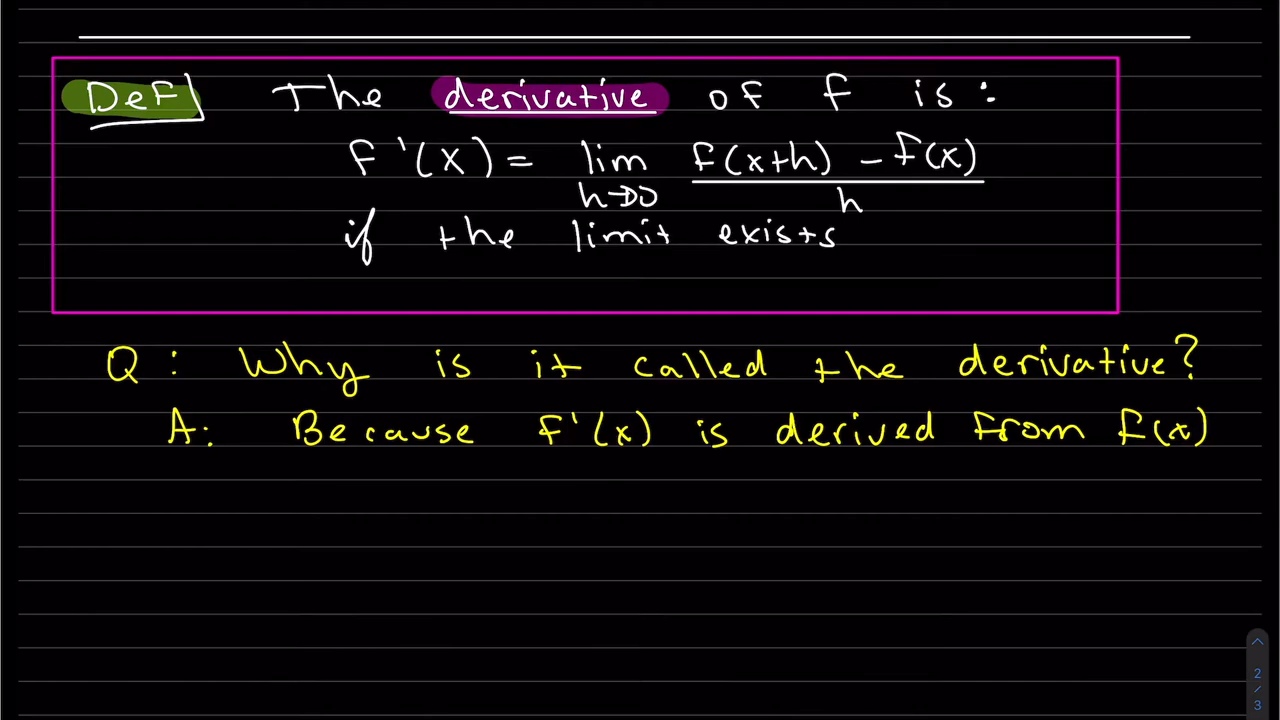 Def The derivative of f is:
f'(x) = lim h→0 f(x+h) - f(x) / h
if the limit exists
Q: Why is it called the derivative?
A: Because f'(x) is derived from f(x)
2/3